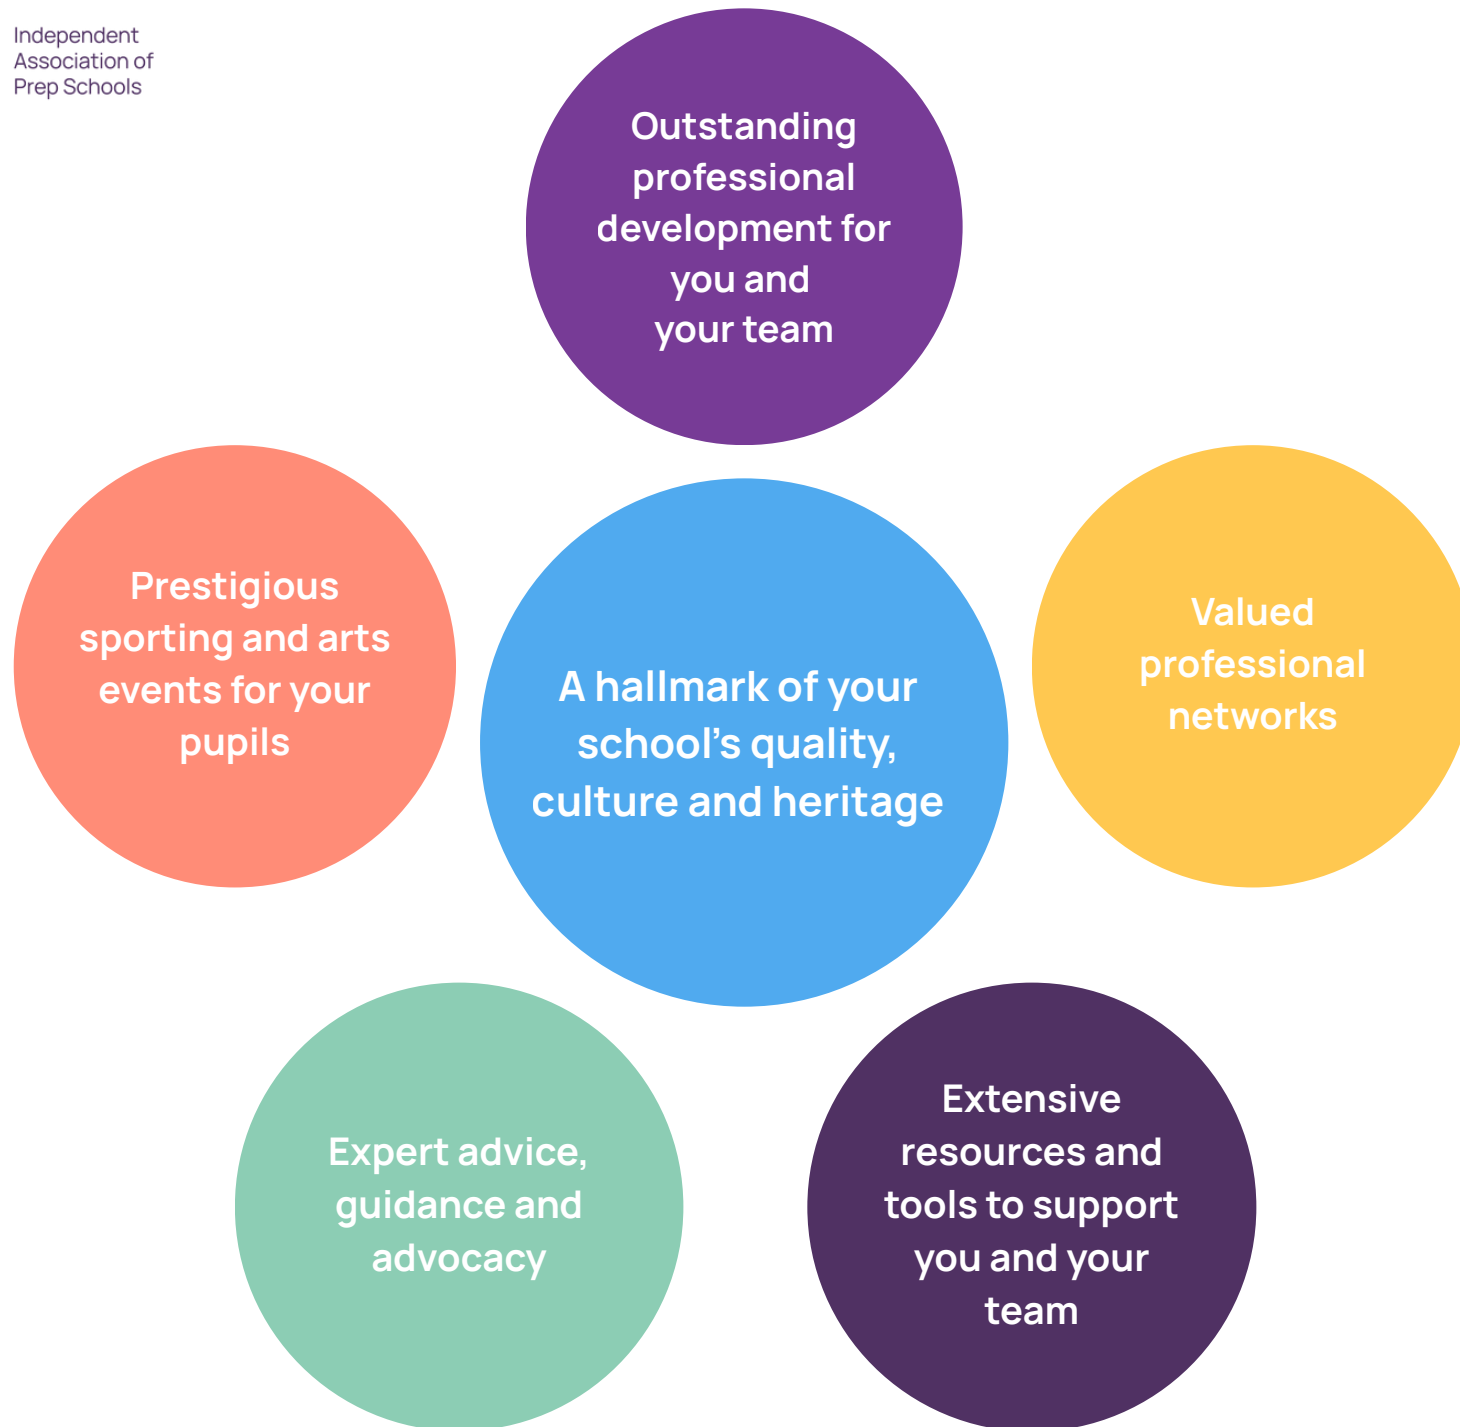 Independent
Association of
Prep Schools
Outstanding
professional
development for
you and
your team
Prestigious
sporting and arts
events for your
pupils
A hallmark of your
school’s quality,
culture and heritage
Valued
professional
networks
Expert advice,
guidance and
advocacy
Extensive
resources and
tools to support
you and your
team